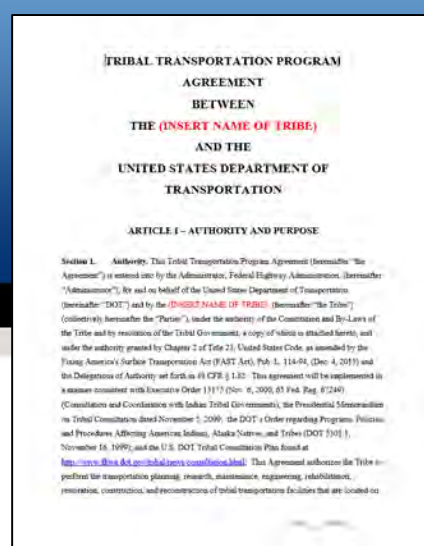 TRIBAL TRANSPORTATION PROGRAM
AGREEMENT
BETWEEN
THE (INSERT NAME OF TRIBE)
AND THE
UNITED STATES DEPARTMENT OF
TRANSPORTATION
ARTICLE I – AUTHORITY AND PURPOSE
Section 1. Authority. This Tribal Transportation Program Agreement (hereinafter "the
Agreement") is entered into by the Administrator, Federal Highway Administration, (hereinafter
"Administrator"), for and on behalf of the United States Department of Transportation
(hereinafter "DOT") and by the (INSERT NAME OF TRIBE), (hereinafter "the Tribe")
(collectively hereinafter the "Parties"), under the authority of the Constitution and By-Laws of
the Tribe and by resolution of the Tribal Government, a copy of which is attached hereto, and
under the authority granted by Chapter 2 of Title 23, United States Code, as amended by the
Fixing America's Surface Transportation Act (FAST Act), Pub. L. 114-94, (Dec. 4, 2015) and
the Delegations of Authority set forth in 49 CFR § 1.85. This agreement will be implemented in
a manner consistent with Executive Order 13175 (Nov. 6, 2000, 65 Fed. Reg. 67249)
(Consultation and Coordination with Indian Tribal Governments), the Presidential Memorandum
on Tribal Consultation dated November 5, 2009; the DOT's Order regarding Programs, Policies
and Procedures Affecting American Indians, Alaska Natives, and Tribes (DOT 5301.1,
November 16, 1999); and the U.S. DOT Tribal Consultation Plan found at
This Agreement authorizes the Tribe to
perform the transportation planning, research, maintenance, engineering, rehabilitation,
restoration, construction, and reconstruction of tribal transportation facilities that are located on